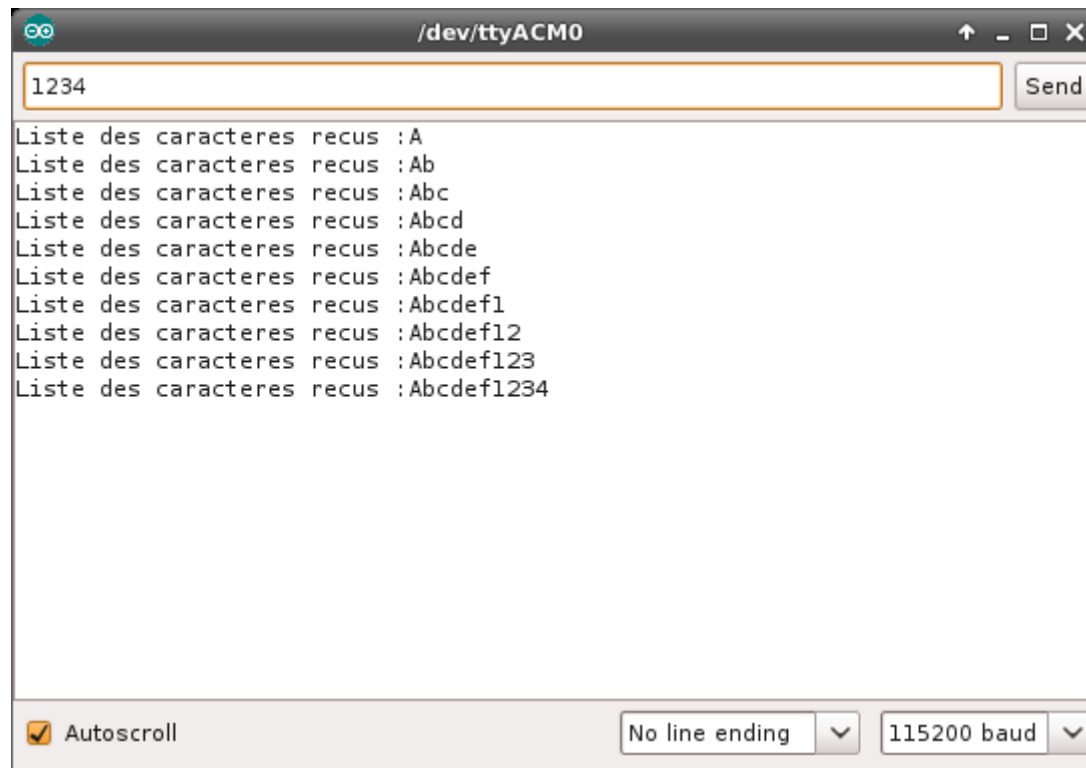 /dev/ttyACM0
1234
Send
Liste des caracteres recus :A
Liste des caracteres recus :Ab
Liste des caracteres recus :Abc
Liste des caracteres recus :Abcd
Liste des caracteres recus :Abcde
Liste des caracteres recus :Abcdef
Liste des caracteres recus :Abcdef1
Liste des caracteres recus :Abcdef12
Liste des caracteres recus :Abcdef123
Liste des caracteres recus :Abcdef1234
Autoscroll
No line ending
115200 baud